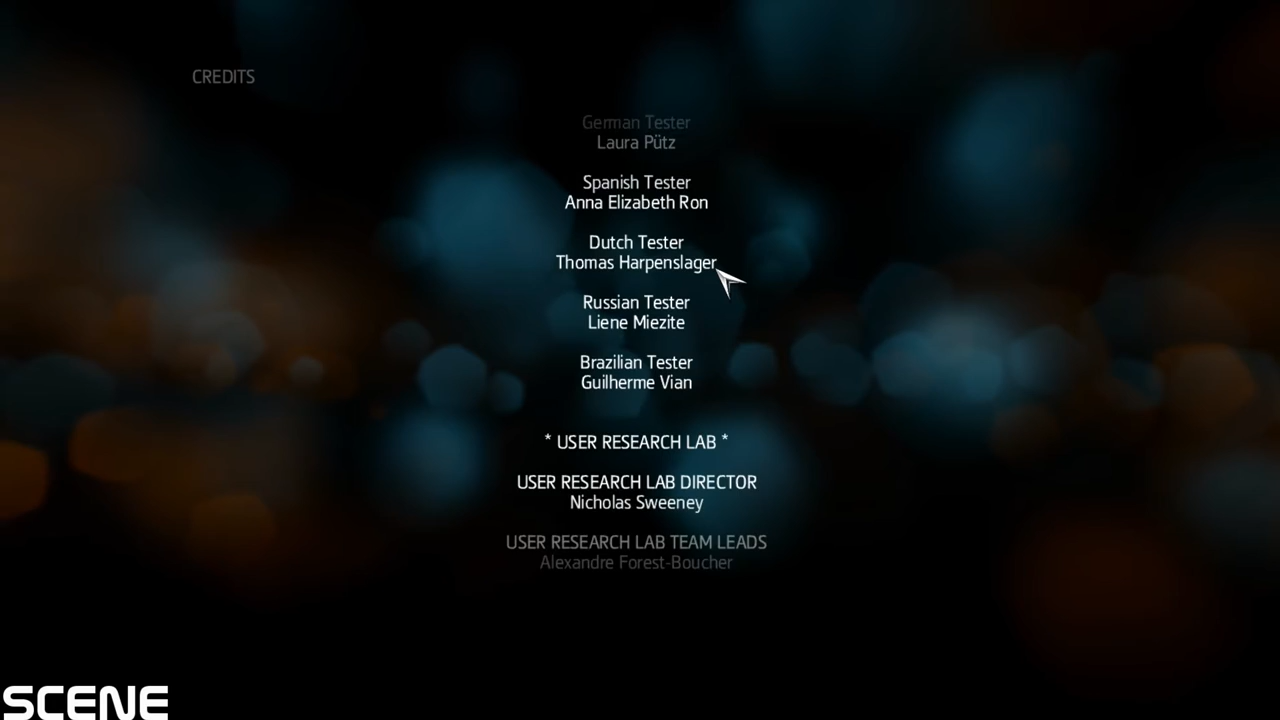 CREDITS
German Tester
Laura Pütz
Spanish Tester
Anna Elizabeth Ron
Dutch Tester
Thomas Harpenslager
Russian Tester
Liene Miezite
Brazilian Tester
Guilherme Vian
* USER RESEARCH LAB *
USER RESEARCH LAB DIRECTOR
Nicholas Sweeney
USER RESEARCH LAB TEAM LEADS
Alexandre Forest-Boucher
SCENE